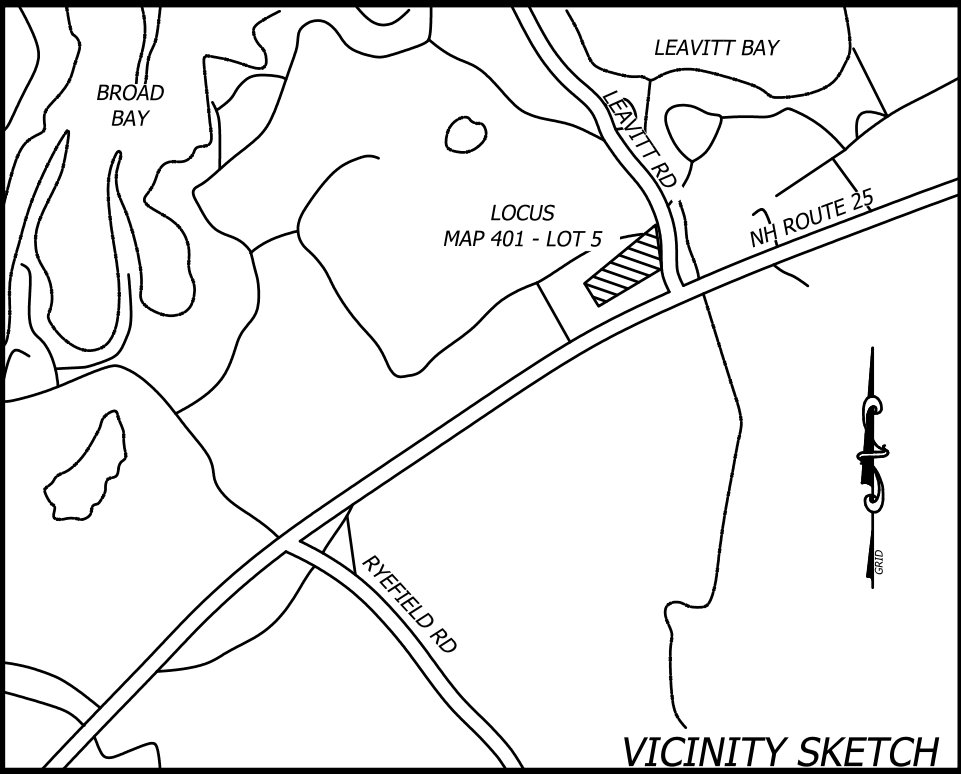 LEAVITT BAY
BROAD
BAY
LEAVITT RD
LOCUS
MAP 401 - LOT 5
NH ROUTE 25
GRID
RYEFIELD RD
VICINITY SKETCH